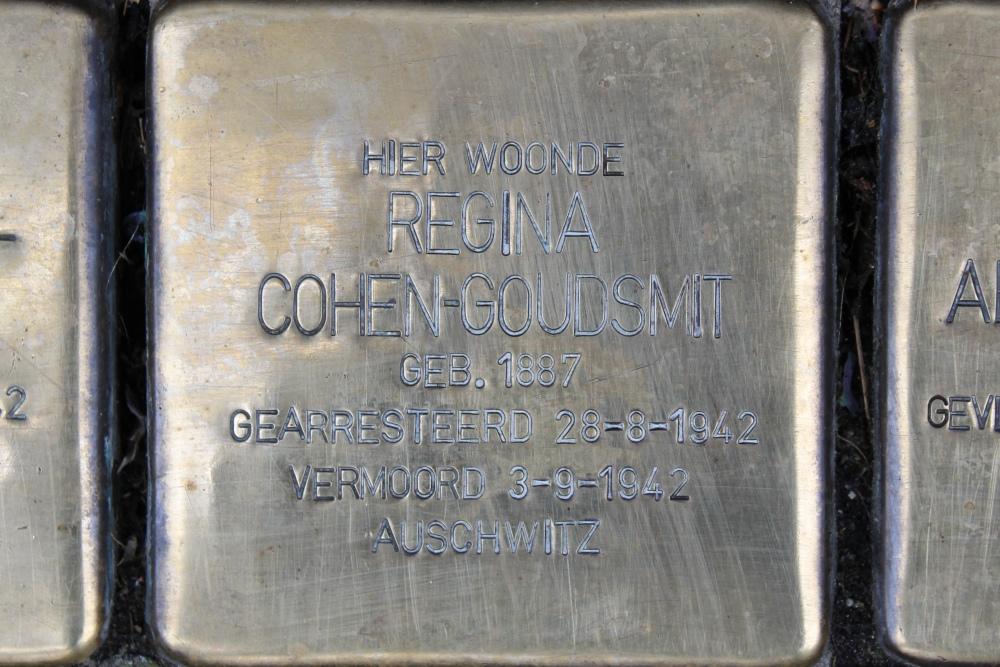 HIER WOONDE
REGINA
COHEN-GOUDSMIT
GEB. 1887
GEARRESTEERD 28-8-1942
VERMOORD 3-9-1942
AUSCHWITZ